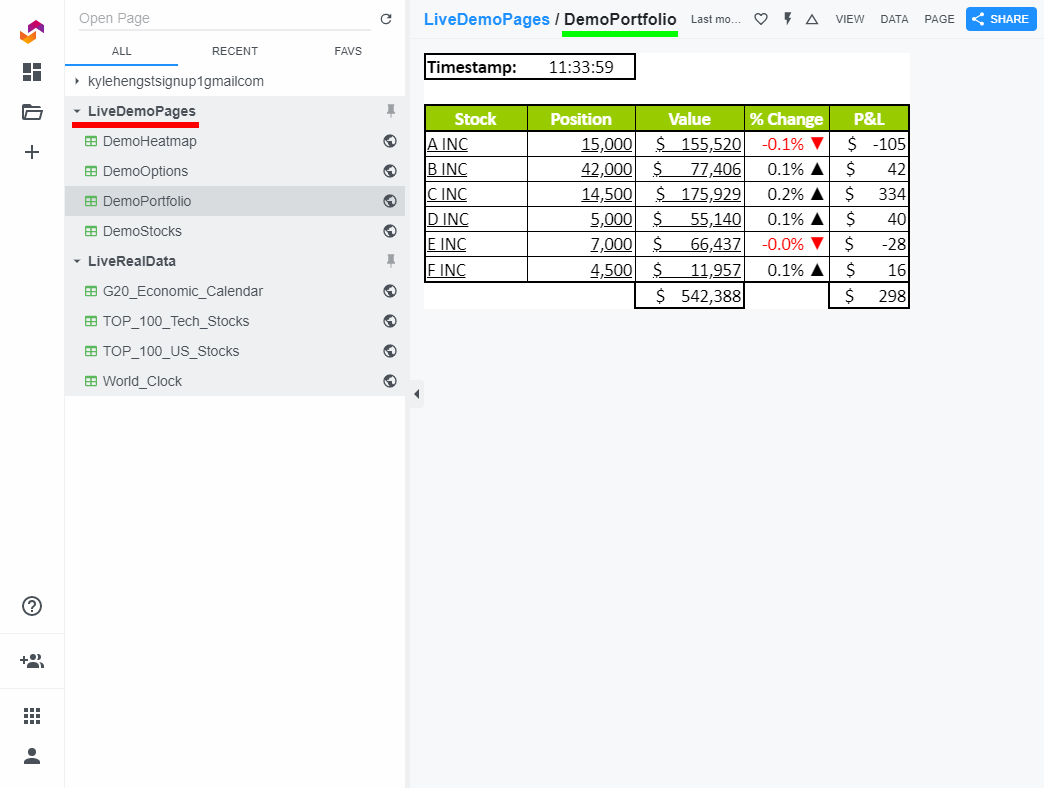 Open Page
ALL RECENT FAVS
kylehengstsignup1gmailcom
LiveDemoPages
DemoHeatmap
DemoOptions
DemoPortfolio
DemoStocks
LiveRealData
G20_Economic_Calendar
TOP_100_Tech_Stocks
TOP_100_US_Stocks
World_Clock
LiveDemoPages / DemoPortfolio Last mo... VIEW DATA PAGE SHARE
Timestamp: 11:33:59
Stock Position Value % Change P&L
A INC 15,000 $ 155,520 -0.1% ▼ $ -105
B INC 42,000 $ 77,406 0.1% ▲ $ 42
C INC 14,500 $ 175,929 0.2% ▲ $ 334
D INC 5,000 $ 55,140 0.1% ▲ $ 40
E INC 7,000 $ 66,437 -0.0% ▼ $ -28
F INC 4,500 $ 11,957 0.1% ▲ $ 16
$ 542,388 $ 298